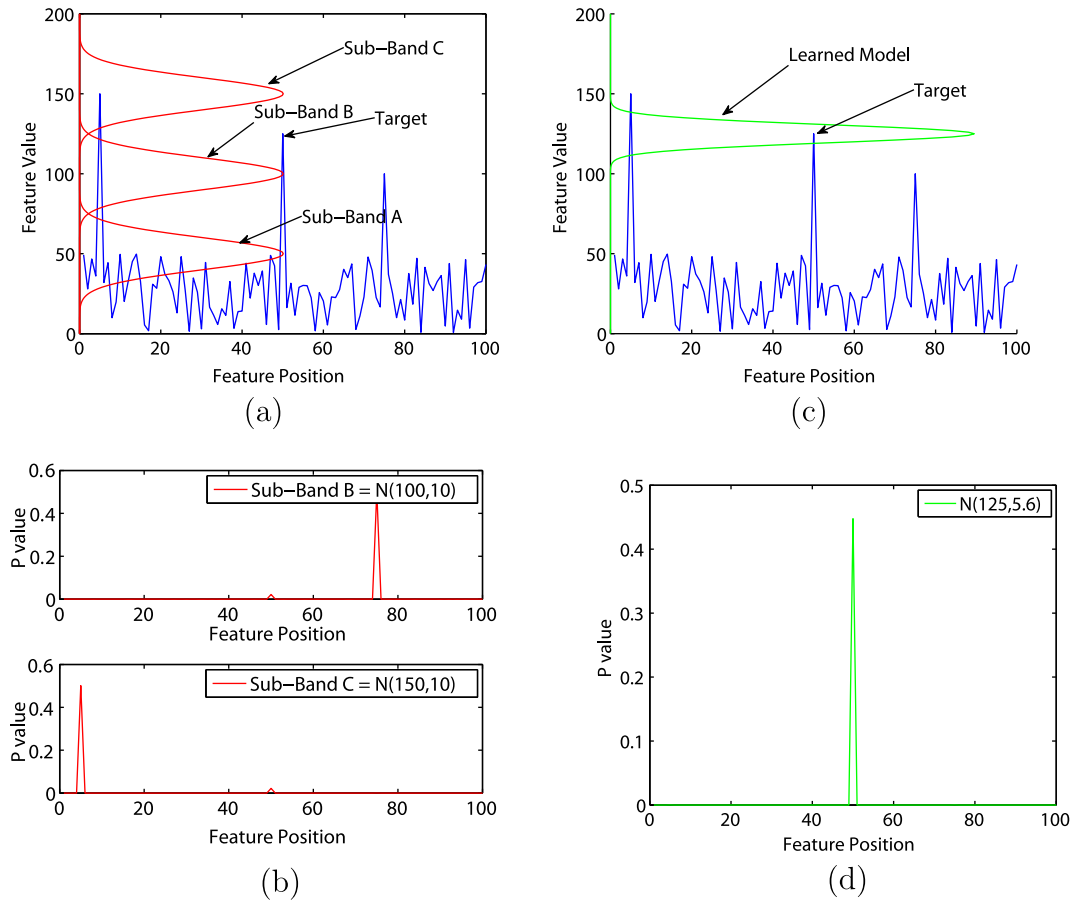 200
150
100
50
0
Feature Value
Sub−Band C
Sub−Band B
Target
Sub−Band A
0 20 40 60 80 100
Feature Position
(a)
200
150
100
50
0
Feature Value
Learned Model
Target
0 20 40 60 80 100
Feature Position
(c)
0.6
0.4
0.2
0
P value
Sub−Band B = N(100,10)
0 20 40 60 80 100
Feature Position
0.6
0.4
0.2
0
P value
Sub−Band C = N(150,10)
0 20 40 60 80 100
Feature Position
(b)
0.5
0.4
0.3
0.2
0.1
0
P value
N(125,5.6)
0 20 40 60 80 100
Feature Position
(d)